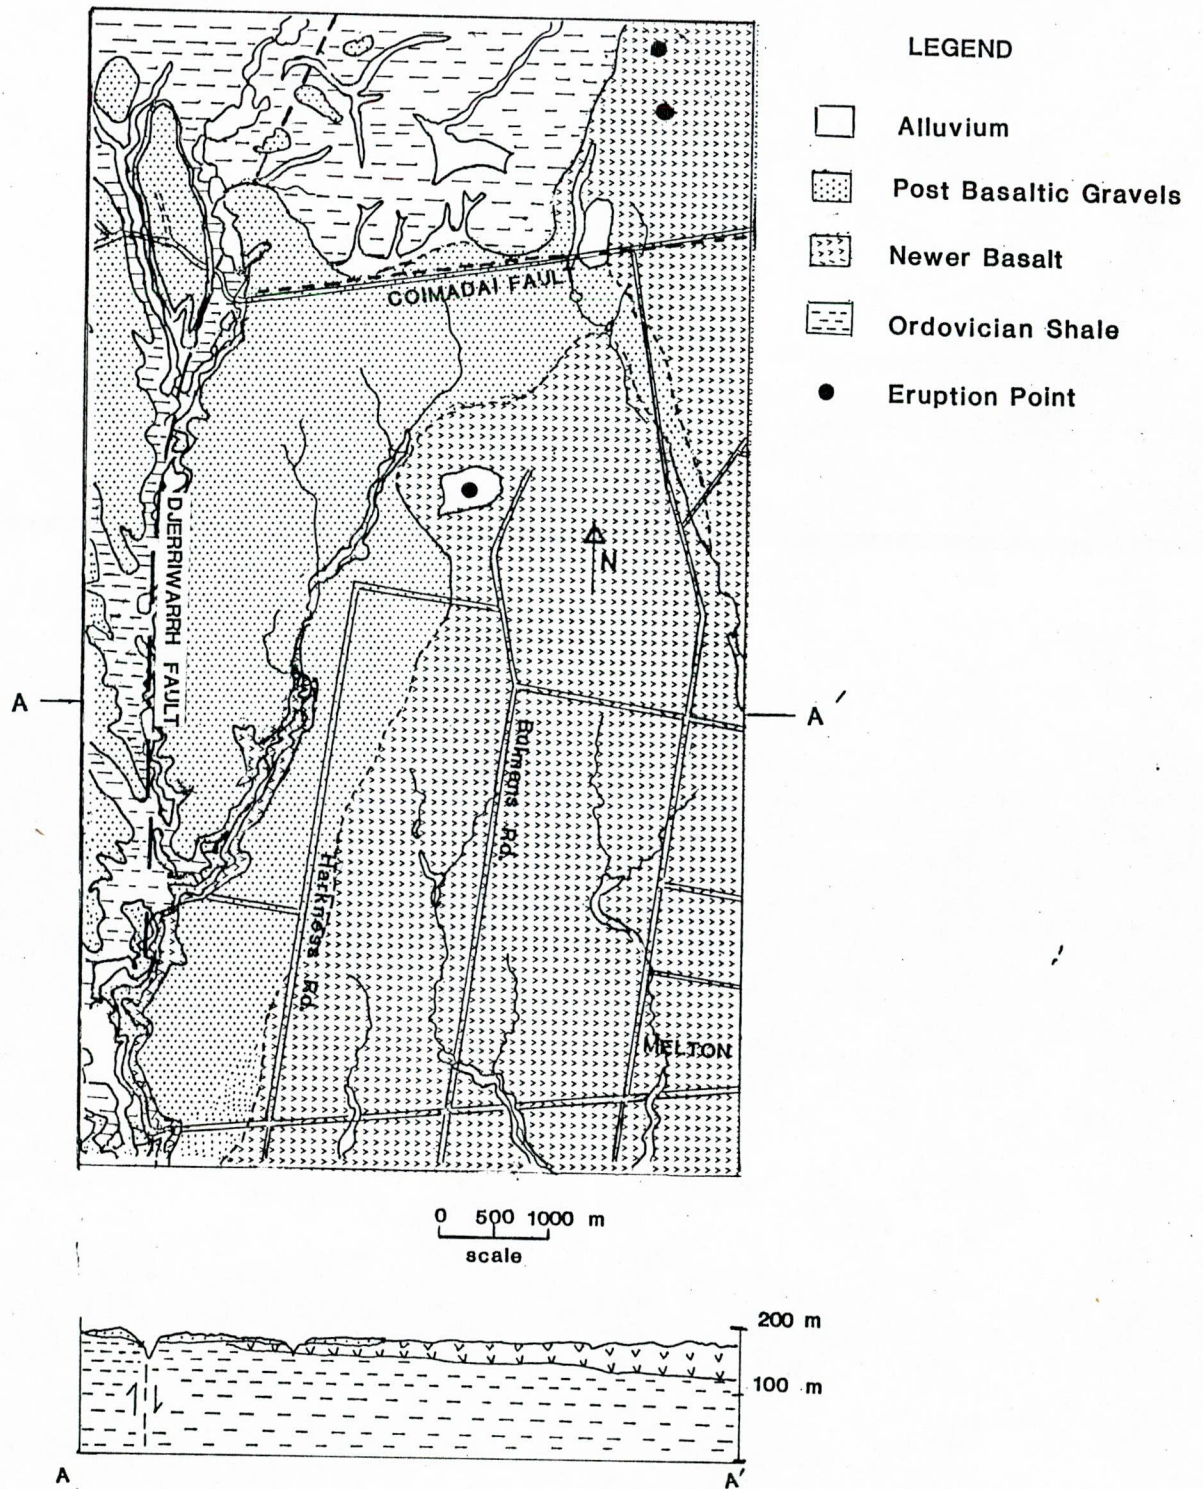 LEGEND
Alluvium
Post Basaltic Gravels
Newer Basalt
Ordovician Shale
Eruption Point
COIMADAI FAULT
DJERRIWARRH FAULT
N
A
A'
Bulmans Rd.
Harkness Rd.
MELTON
0 500 1000 m
scale
200 m
100 m
A
A'